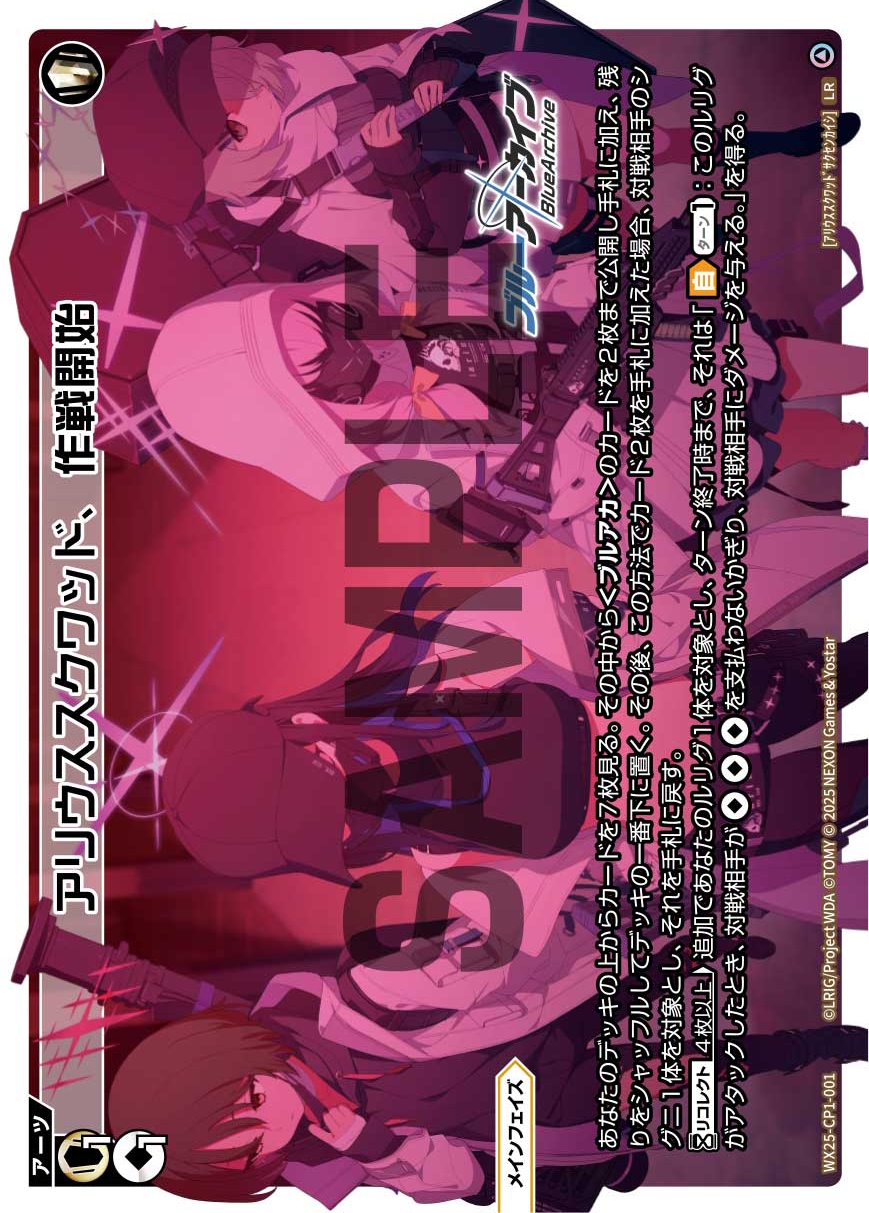 アーツ
1
1
アリウススクワッド、作戦開始
SAMPLE
ブルーアーカイブ
BlueArchive
メインフェイズ
あなたのデッキの上からカードを7枚見る。その中から<ブルアカ>のカードを2枚まで公開し手札に加え、残
りをシャッフルしてデッキの一番下に置く。その後、この方法でカード2枚を手札に加えた場合、対戦相手のシ
グニ1体を対象とし、それを手札に戻す。
リコレクト 4枚以上 追加であなたのルリグ1体を対象とし、ターン終了時まで、それは「自 ターン1:このルリグ
がアタックしたとき、対戦相手が を支払わないかぎり、対戦相手にダメージを与える。」を得る。
WX25-CP1-001 ©LRIG/Project WDA ©TOMY © 2025 NEXON Games & Yostar [アリウススクワッド サクセンカイシ] LR